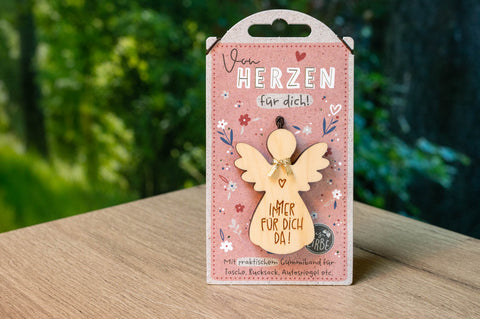 Von
HERZEN
für dich!
IMMER
FÜR DICH
DA!
Mit praktischem Gummiband für
Tasche, Rucksack, Autospiegel etc.